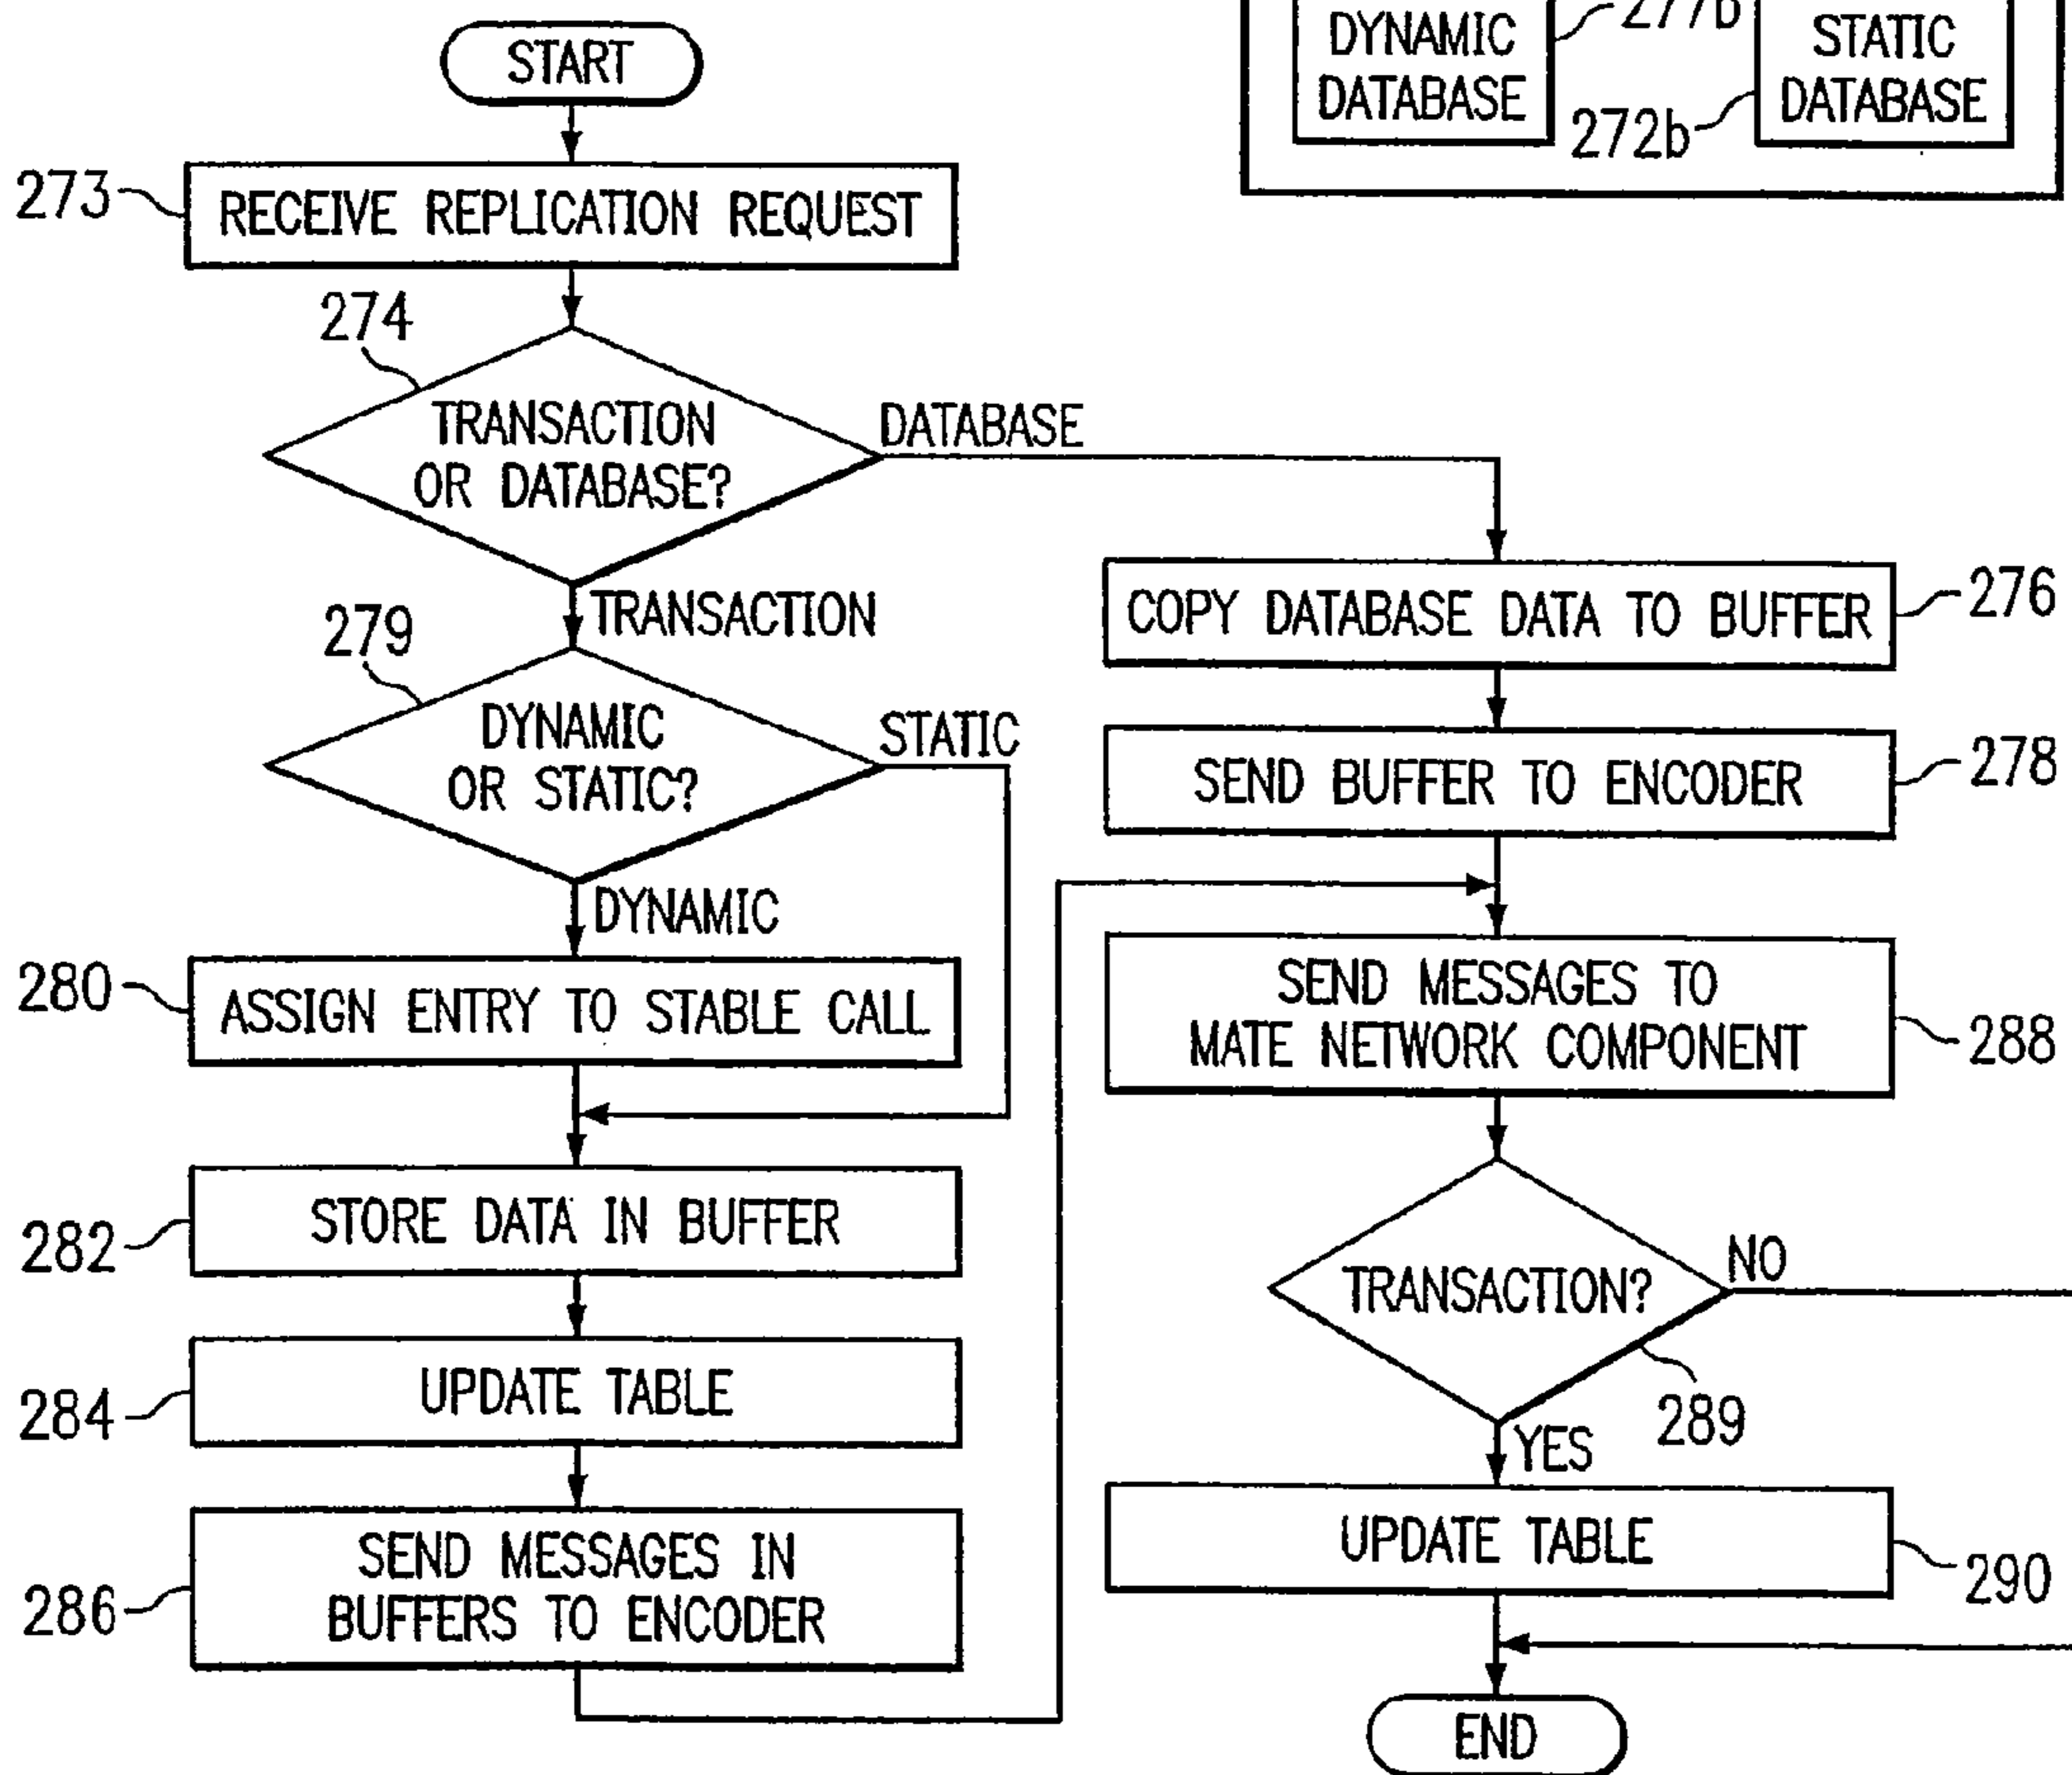 START
273
RECEIVE REPLICATION REQUEST
274
TRANSACTION
OR DATABASE?
DATABASE
TRANSACTION
279
DYNAMIC
OR STATIC?
STATIC
DYNAMIC
280
ASSIGN ENTRY TO STABLE CALL
282
STORE DATA IN BUFFER
284
UPDATE TABLE
286
SEND MESSAGES IN
BUFFERS TO ENCODER
277b
DYNAMIC
DATABASE
272b
STATIC
DATABASE
COPY DATABASE DATA TO BUFFER
276
SEND BUFFER TO ENCODER
278
SEND MESSAGES TO
MATE NETWORK COMPONENT
288
TRANSACTION?
NO
289
YES
UPDATE TABLE
290
END